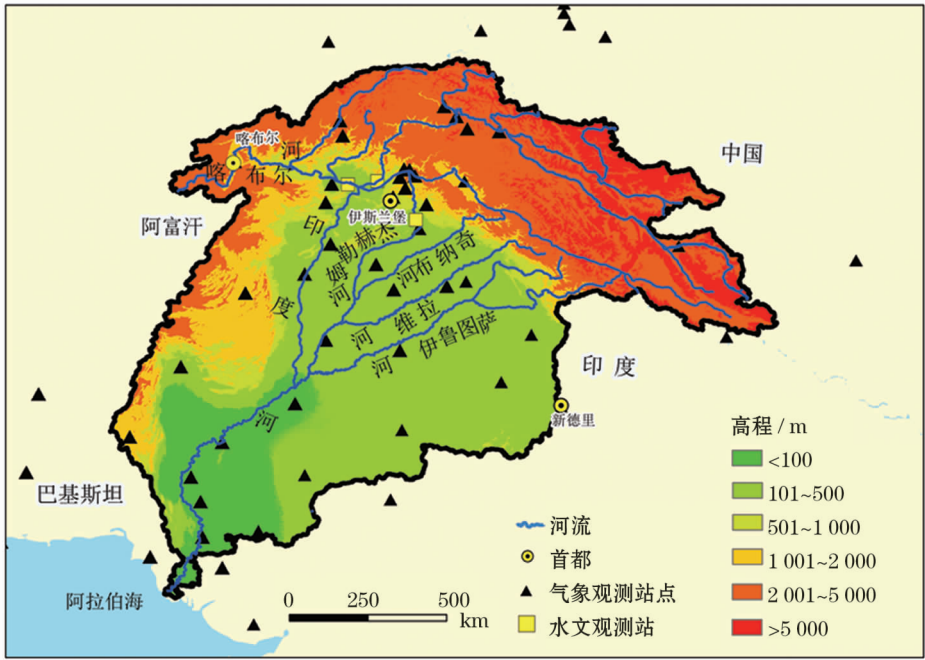 喀布尔
喀布尔河
中国
阿富汗
伊斯兰堡
印度河
杰赫勒姆河
奇纳布河
拉维河
萨图鲁伊河
印度
新德里
巴基斯坦
阿拉伯海
0 250 500
km
河流
首都
气象观测站点
水文观测站
高程/m
<100
101~500
501~1 000
1 001~2 000
2 001~5 000
>5 000